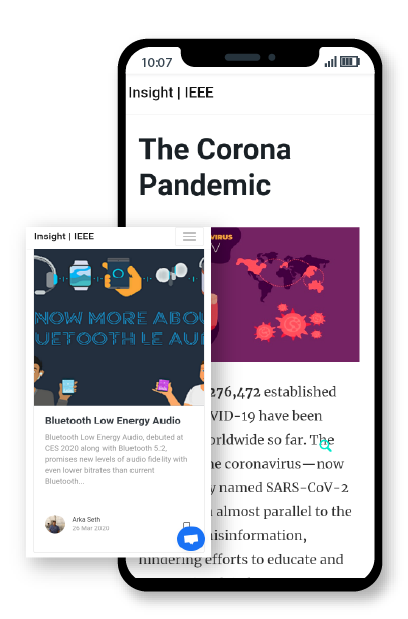 10:07
Insight | IEEE
The Corona
Pandemic
Insight | IEEE
NOW MORE ABOU
UETOOTH LE AUD
Bluetooth Low Energy Audio
Bluetooth Low Energy Audio, debuted at
CES 2020 along with Bluetooth 5.2,
promises new levels of audio fidelity with
even lower bitrates than current
Bluetooth...
Arka Seth
26 Mar 2020
VIRUS
276,472 established
VID-19 have been
orldwide so far. The
e coronavirus—now
y named SARS-CoV-2
almost parallel to the
isinformation,
hindering efforts to educate and